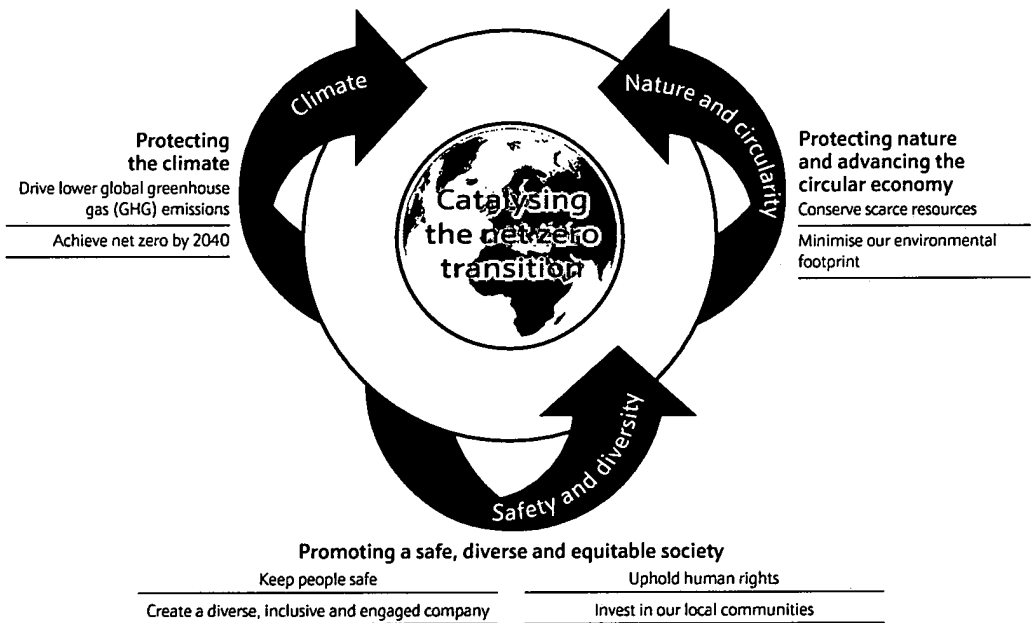 Climate
Nature and circularity
Protecting
the climate
Drive lower global greenhouse
gas (GHG) emissions
Achieve net zero by 2040
Catalysing
the net zero
transition
Protecting nature
and advancing the
circular economy
Conserve scarce resources
Minimise our environmental
footprint
Safety and diversity
Promoting a safe, diverse and equitable society
Keep people safe
Uphold human rights
Create a diverse, inclusive and engaged company
Invest in our local communities